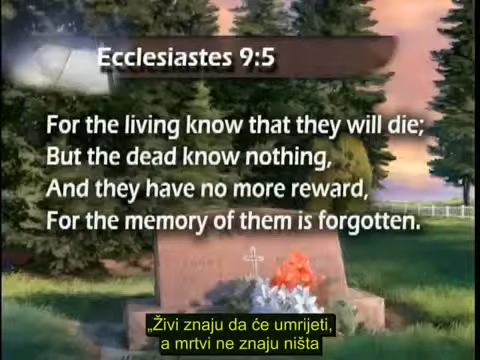 Ecclesiastes 9:5
For the living know that they will die;
But the dead know nothing,
And they have no more reward,
For the memory of them is forgotten.
„Živi znaju da će umrijeti,
a mrtvi ne znaju ništa